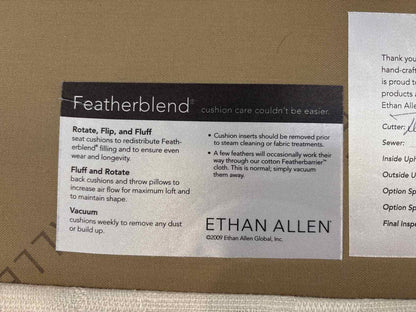 Featherblend® cushion care couldn't be easier.
Rotate, Flip, and Fluff
seat cushions to redistribute Feath-
erblend® filling and to ensure even
wear and longevity.
Fluff and Rotate
back cushions and throw pillows to
increase air flow for maximum loft and
to maintain shape.
Vacuum
cushions weekly to remove any dust
or build up.
• Cushion inserts should be removed prior
to steam cleaning or fabric treatments.
• A few feathers will occasionally work their
way through our cotton Featherbarrier™
cloth. This is normal; simply vacuum
them away.
ETHAN ALLEN®
©2009 Ethan Allen Global, Inc.
Thank you
hand-craft
is proud t
products a
Ethan Allen
Cutter:
Sewer:
Inside Uph
Outside U
Option Sp
Option Sp
Final Inspe